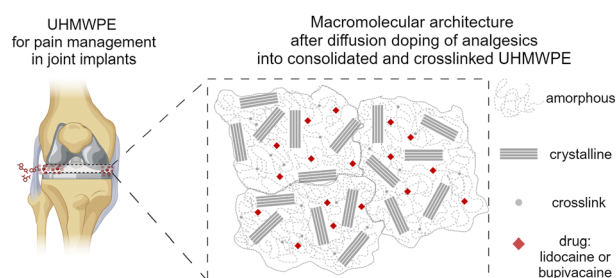 UHMWPE
for pain management
in joint implants
Macromolecular architecture
after diffusion doping of analgesics
into consolidated and crosslinked UHMWPE
amorphous
crystalline
crosslink
drug:
lidocaine or
bupivacaine